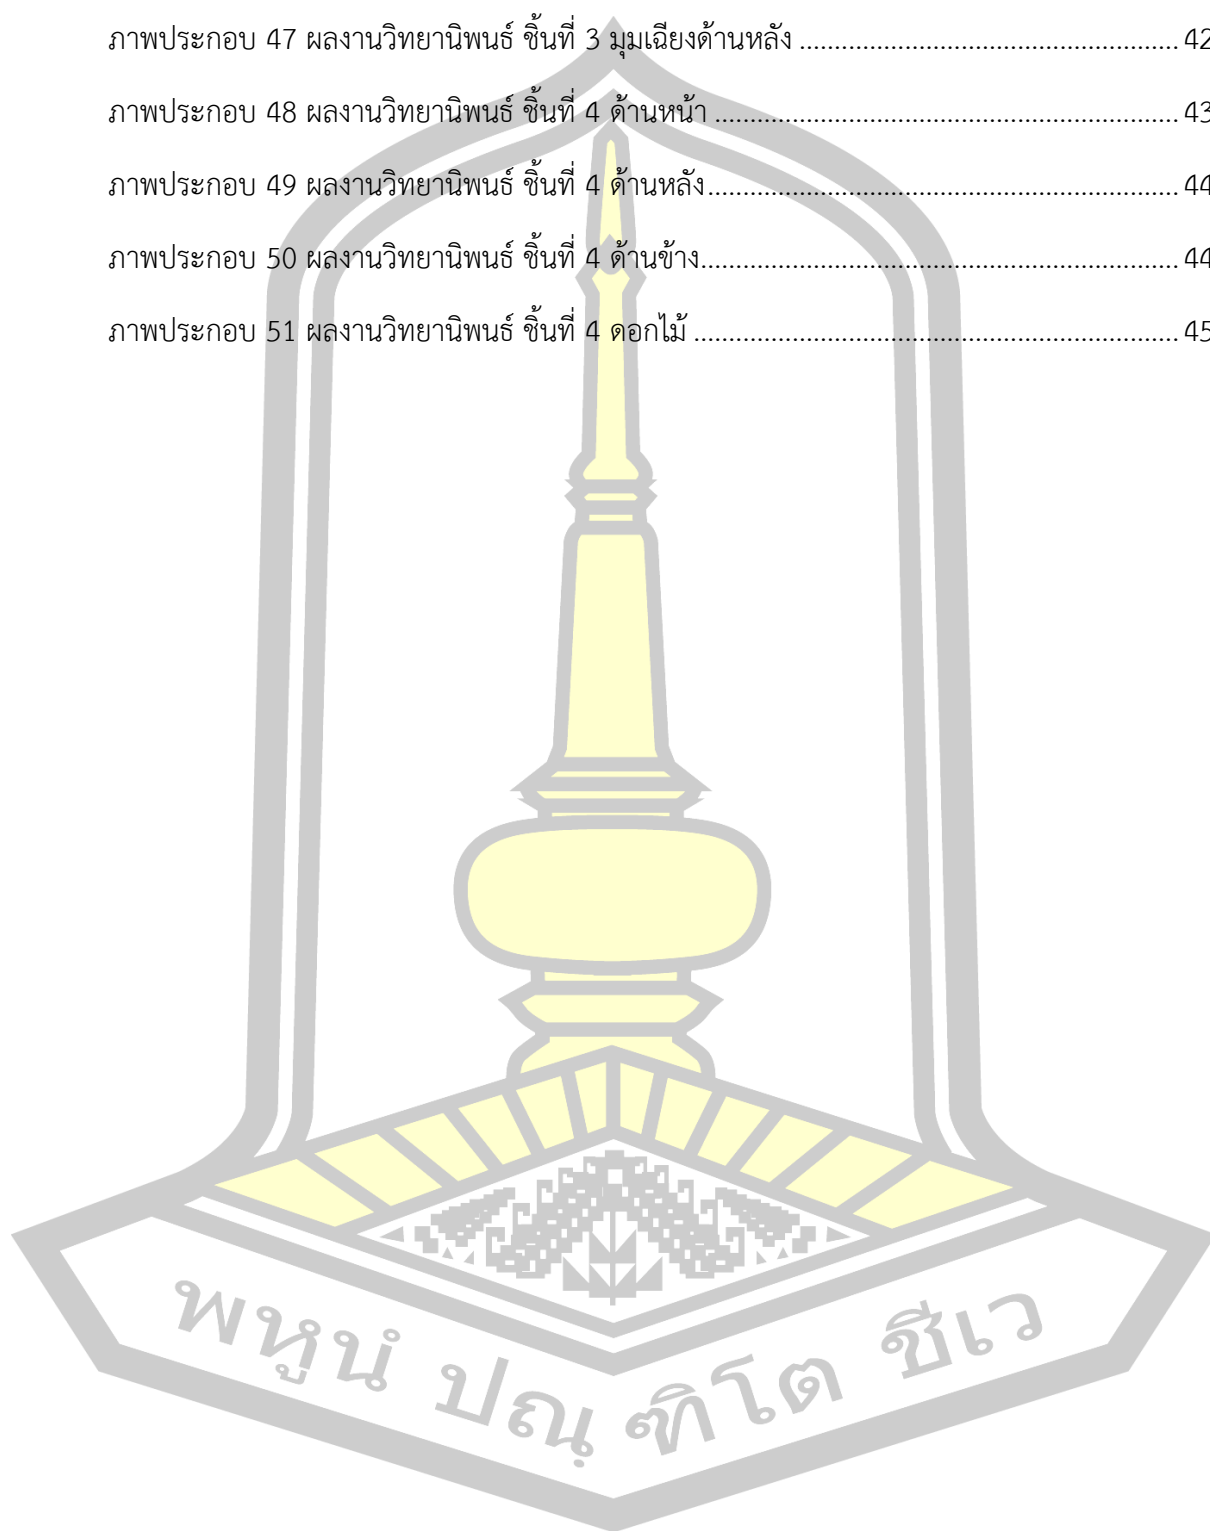 ภาพประกอบ 47 ผลงานวิทยานิพนธ์ ชิ้นที่ 3 มุมเฉียงด้านหลัง ............................................................... 42
ภาพประกอบ 48 ผลงานวิทยานิพนธ์ ชิ้นที่ 4 ด้านหน้า ............................................................................. 43
ภาพประกอบ 49 ผลงานวิทยานิพนธ์ ชิ้นที่ 4 ด้านหลัง.............................................................................. 44
ภาพประกอบ 50 ผลงานวิทยานิพนธ์ ชิ้นที่ 4 ด้านข้าง............................................................................... 44
ภาพประกอบ 51 ผลงานวิทยานิพนธ์ ชิ้นที่ 4 ดอกไม้ ................................................................................ 45
พหูนํ ปณฺฑิโต ชีเว